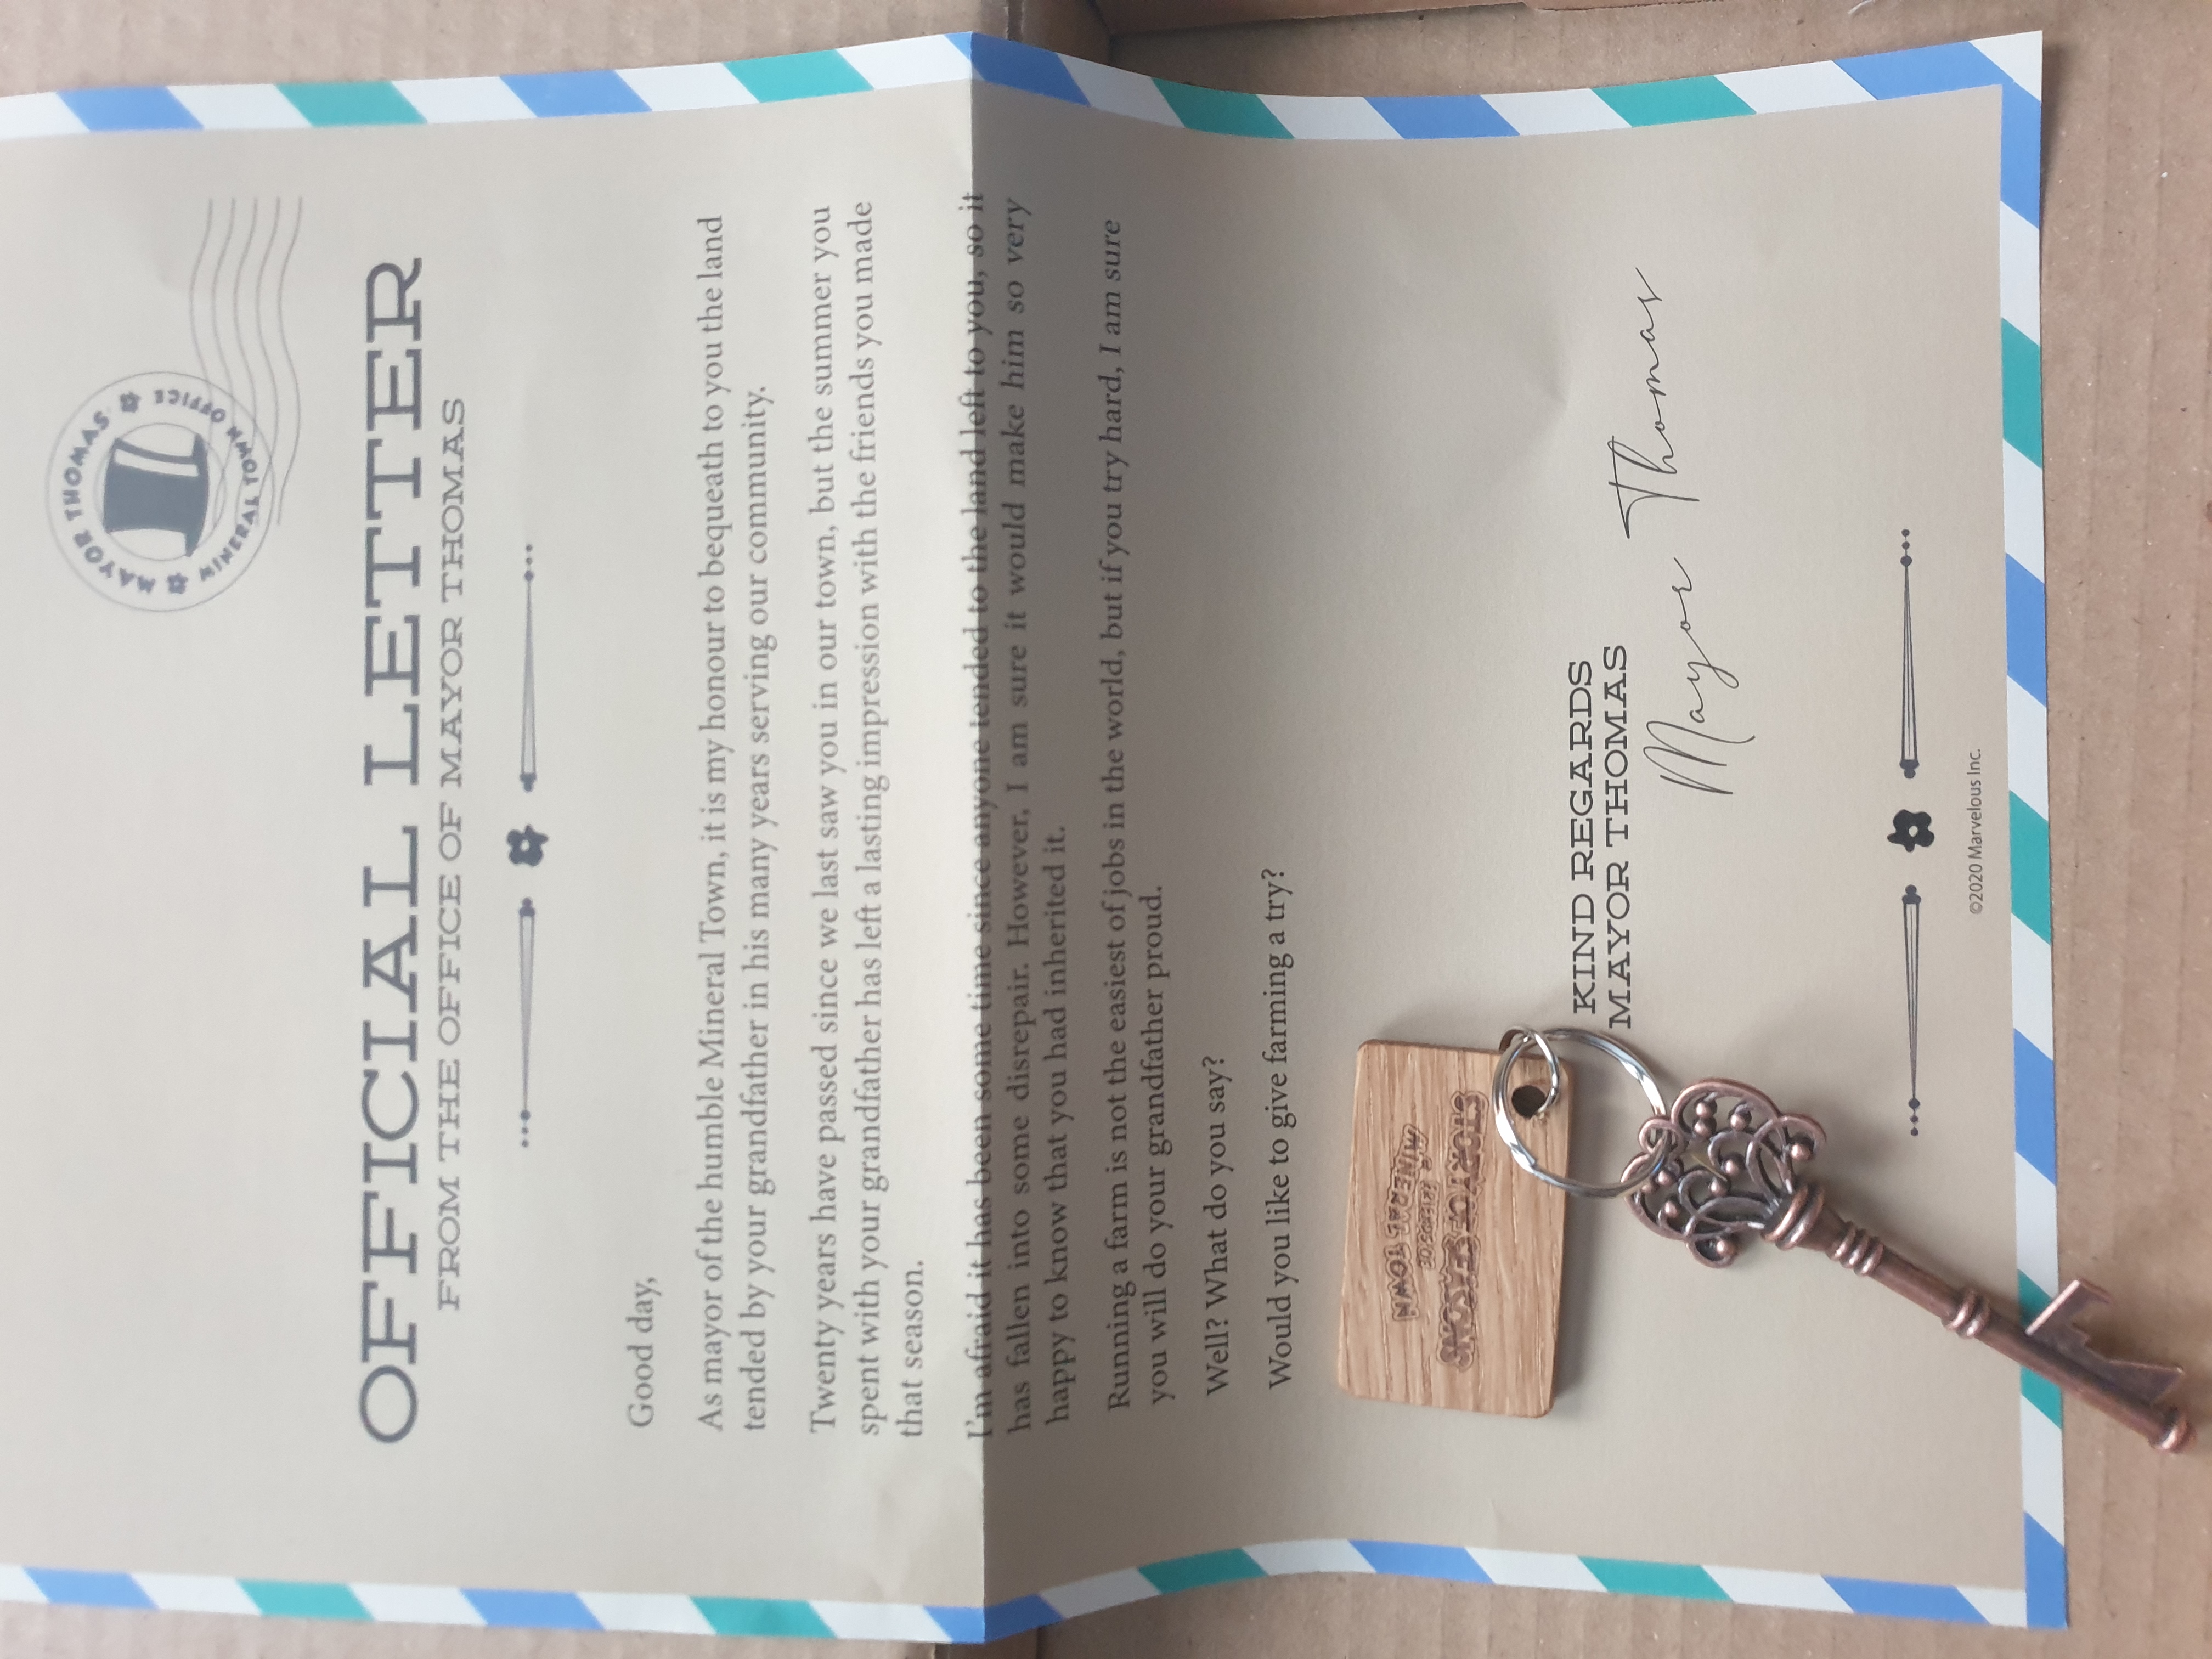 MAYOR THOMAS
MINERAL TOWN OFFICE
OFFICIAL LETTER
FROM THE OFFICE OF MAYOR THOMAS
Good day,
As mayor of the humble Mineral Town, it is my honour to bequeath to you the land
tended by your grandfather in his many years serving our community.
Twenty years have passed since we last saw you in our town, but the summer you
spent with your grandfather has left a lasting impression with the friends you made
that season.
I'm afraid it has been some time since anyone tended to the land left to you, so it
has fallen into some disrepair. However, I am sure it would make him so very
happy to know that you had inherited it.
Running a farm is not the easiest of jobs in the world, but if you try hard, I am sure
you will do your grandfather proud.
Well? What do you say?
Would you like to give farming a try?
KIND REGARDS
MAYOR THOMAS
Mayor Thomas
©2020 Marvelous Inc.
STORY OF SEASONS
FRIENDS OF
MINERAL TOWN